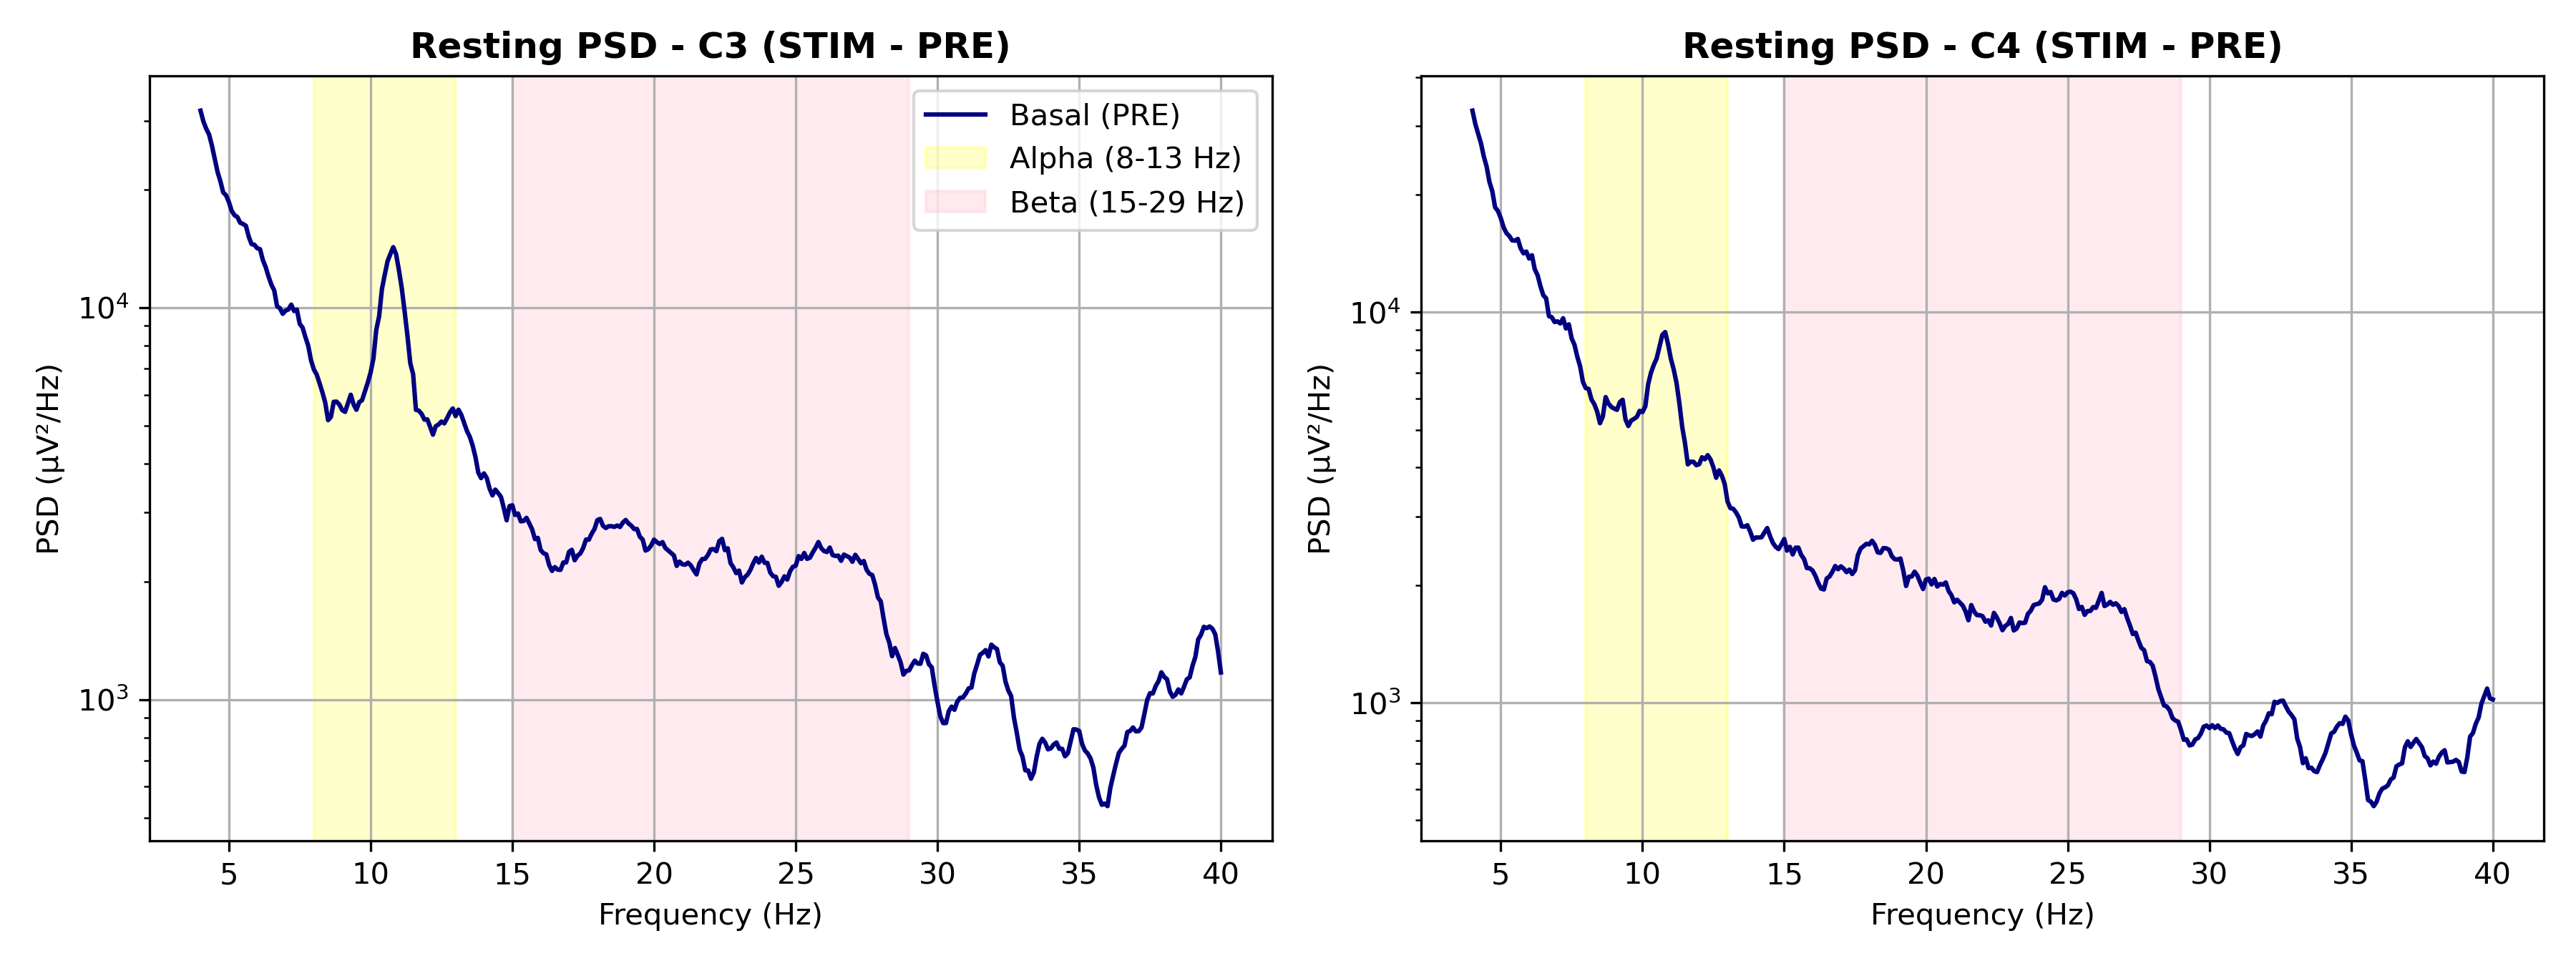 Resting PSD - C3 (STIM - PRE)
PSD (µV²/Hz)
10⁴
10³
Basal (PRE)
Alpha (8-13 Hz)
Beta (15-29 Hz)
5 10 15 20 25 30 35 40
Frequency (Hz)
Resting PSD - C4 (STIM - PRE)
PSD (µV²/Hz)
10⁴
10³
5 10 15 20 25 30 35 40
Frequency (Hz)